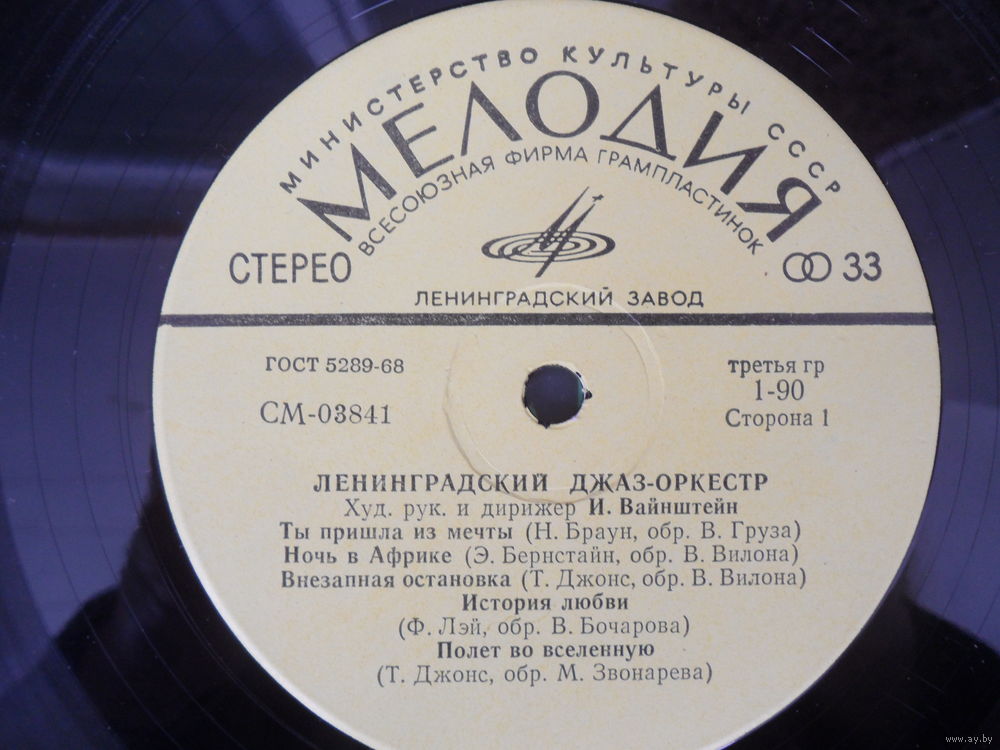 МИНИСТЕРСТВО КУЛЬТУРЫ СССР
МЕЛОДИЯ
ВСЕСОЮЗНАЯ ФИРМА ГРАМПЛАСТИНОК
СТЕРЕО
33
ЛЕНИНГРАДСКИЙ ЗАВОД
ГОСТ 5289-68
третья гр
1-90
СМ-03841
Сторона 1
ЛЕНИНГРАДСКИЙ ДЖАЗ-ОРКЕСТР
Худ. рук. и дирижер И. Вайнштейн
Ты пришла из мечты (Н. Браун, обр. В. Груза)
Ночь в Африке (Э. Бернстайн, обр. В. Вилона)
Внезапная остановка (Т. Джонс, обр. В. Вилона)
История любви
(Ф. Лэй, обр. В. Бочарова)
Полет во вселенную
(Т. Джонс, обр. М. Звонарева)
www.ay.by